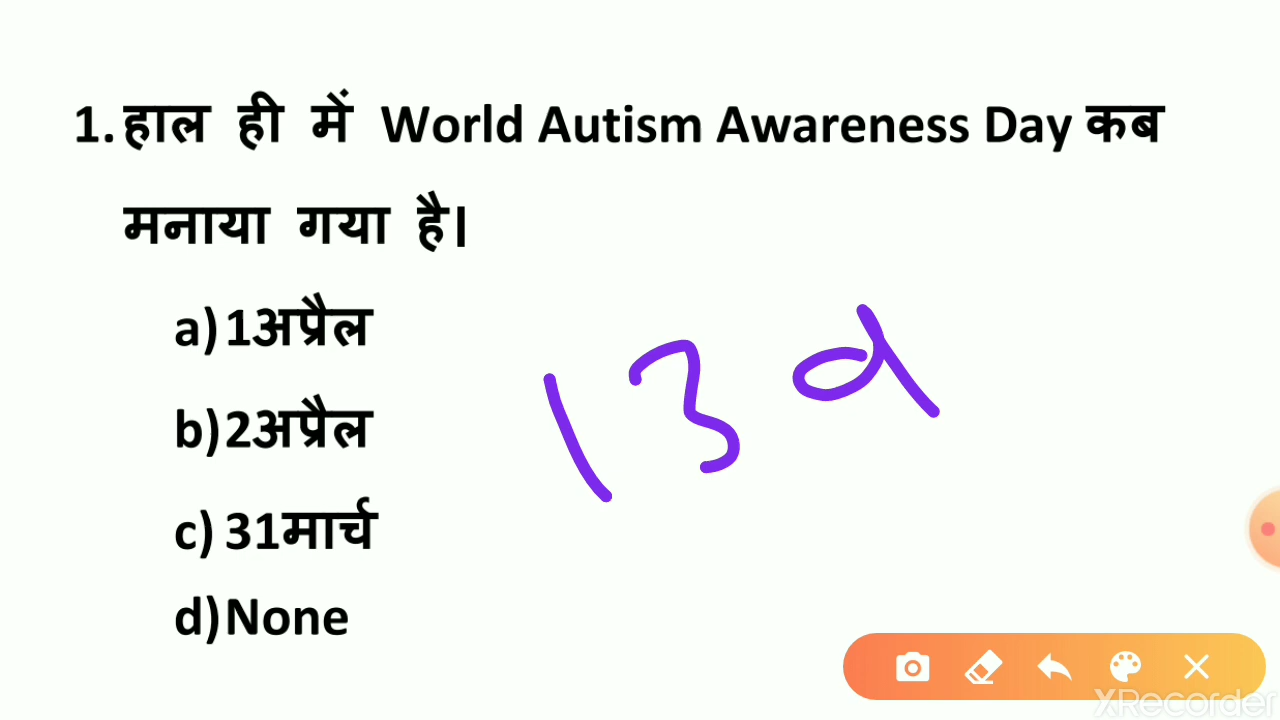 1. हाल ही में World Autism Awareness Day कब
मनाया गया है।
a) 1अप्रैल
b) 2अप्रैल
c) 31मार्च
d) None
13
XRecorder